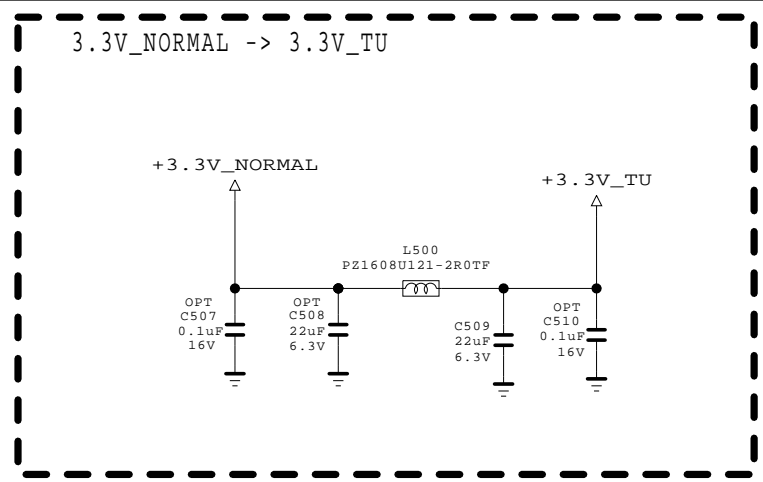 3.3V_NORMAL -> 3.3V_TU
+3.3V_NORMAL
+3.3V_TU
L500
PZ1608U121-2R0TF
OPT
C507
0.1uF
16V
OPT
C508
22uF
6.3V
C509
22uF
6.3V
OPT
C510
0.1uF
16V